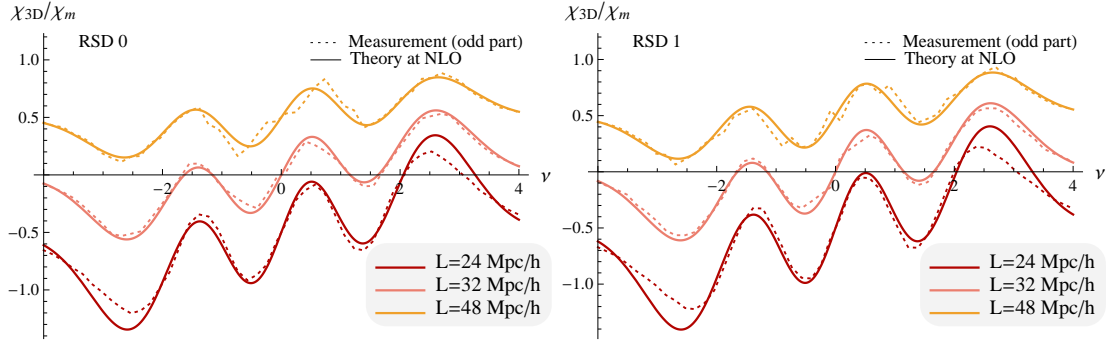 χ3D/χm
RSD 0
Measurement (odd part)
Theory at NLO
1.0
0.5
-0.5
-1.0
-2
0
2
4
ν
L=24 Mpc/h
L=32 Mpc/h
L=48 Mpc/h
χ3D/χm
RSD 1
Measurement (odd part)
Theory at NLO
1.0
0.5
-0.5
-1.0
-2
0
2
4
ν
L=24 Mpc/h
L=32 Mpc/h
L=48 Mpc/h